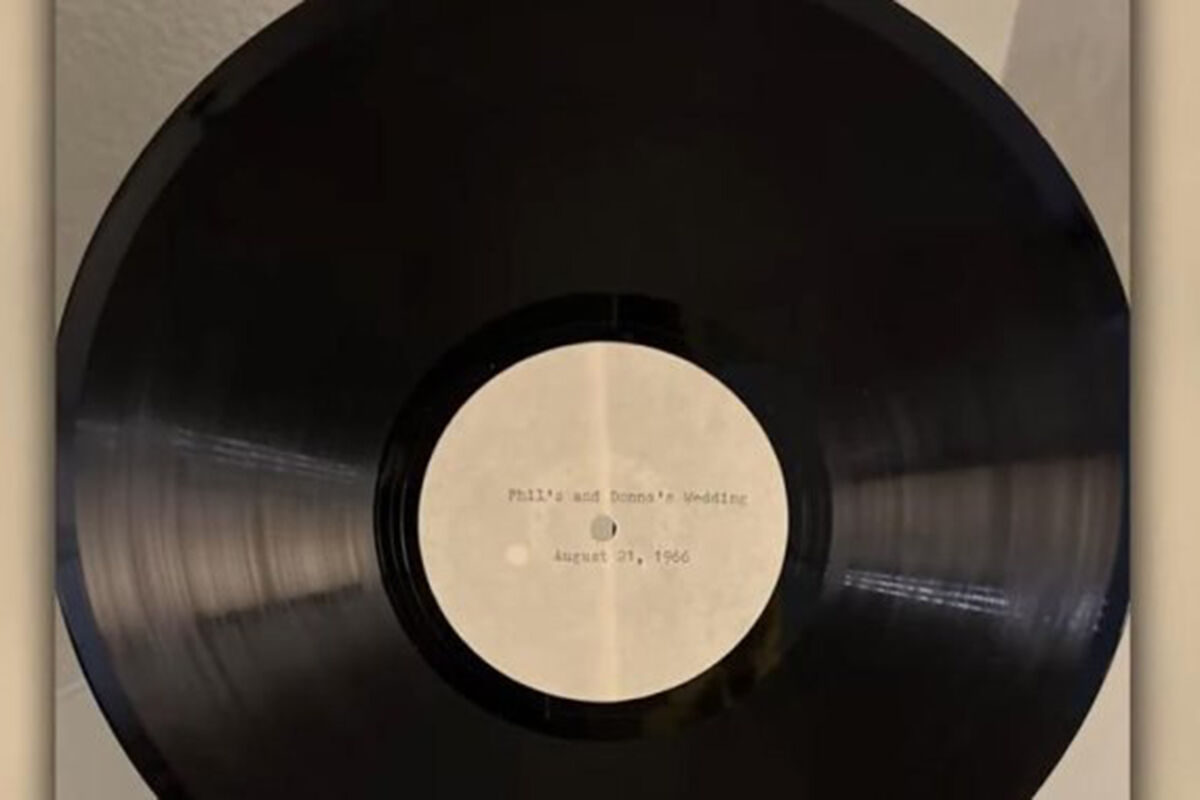 Phil's and Donna's Wedding
August 21, 1966